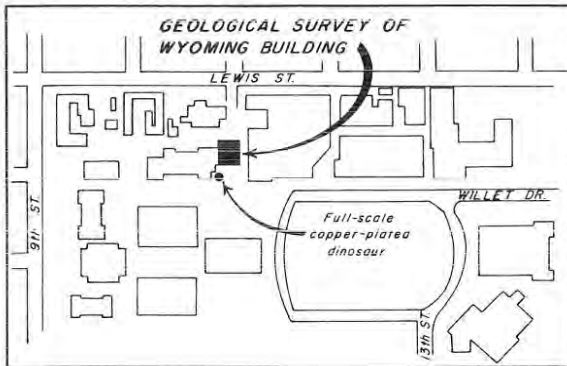 GEOLOGICAL SURVEY OF
WYOMING BUILDING
LEWIS ST.
WILLET DR.
9th ST.
Full-scale
copper-plated
dinosaur
13th ST.